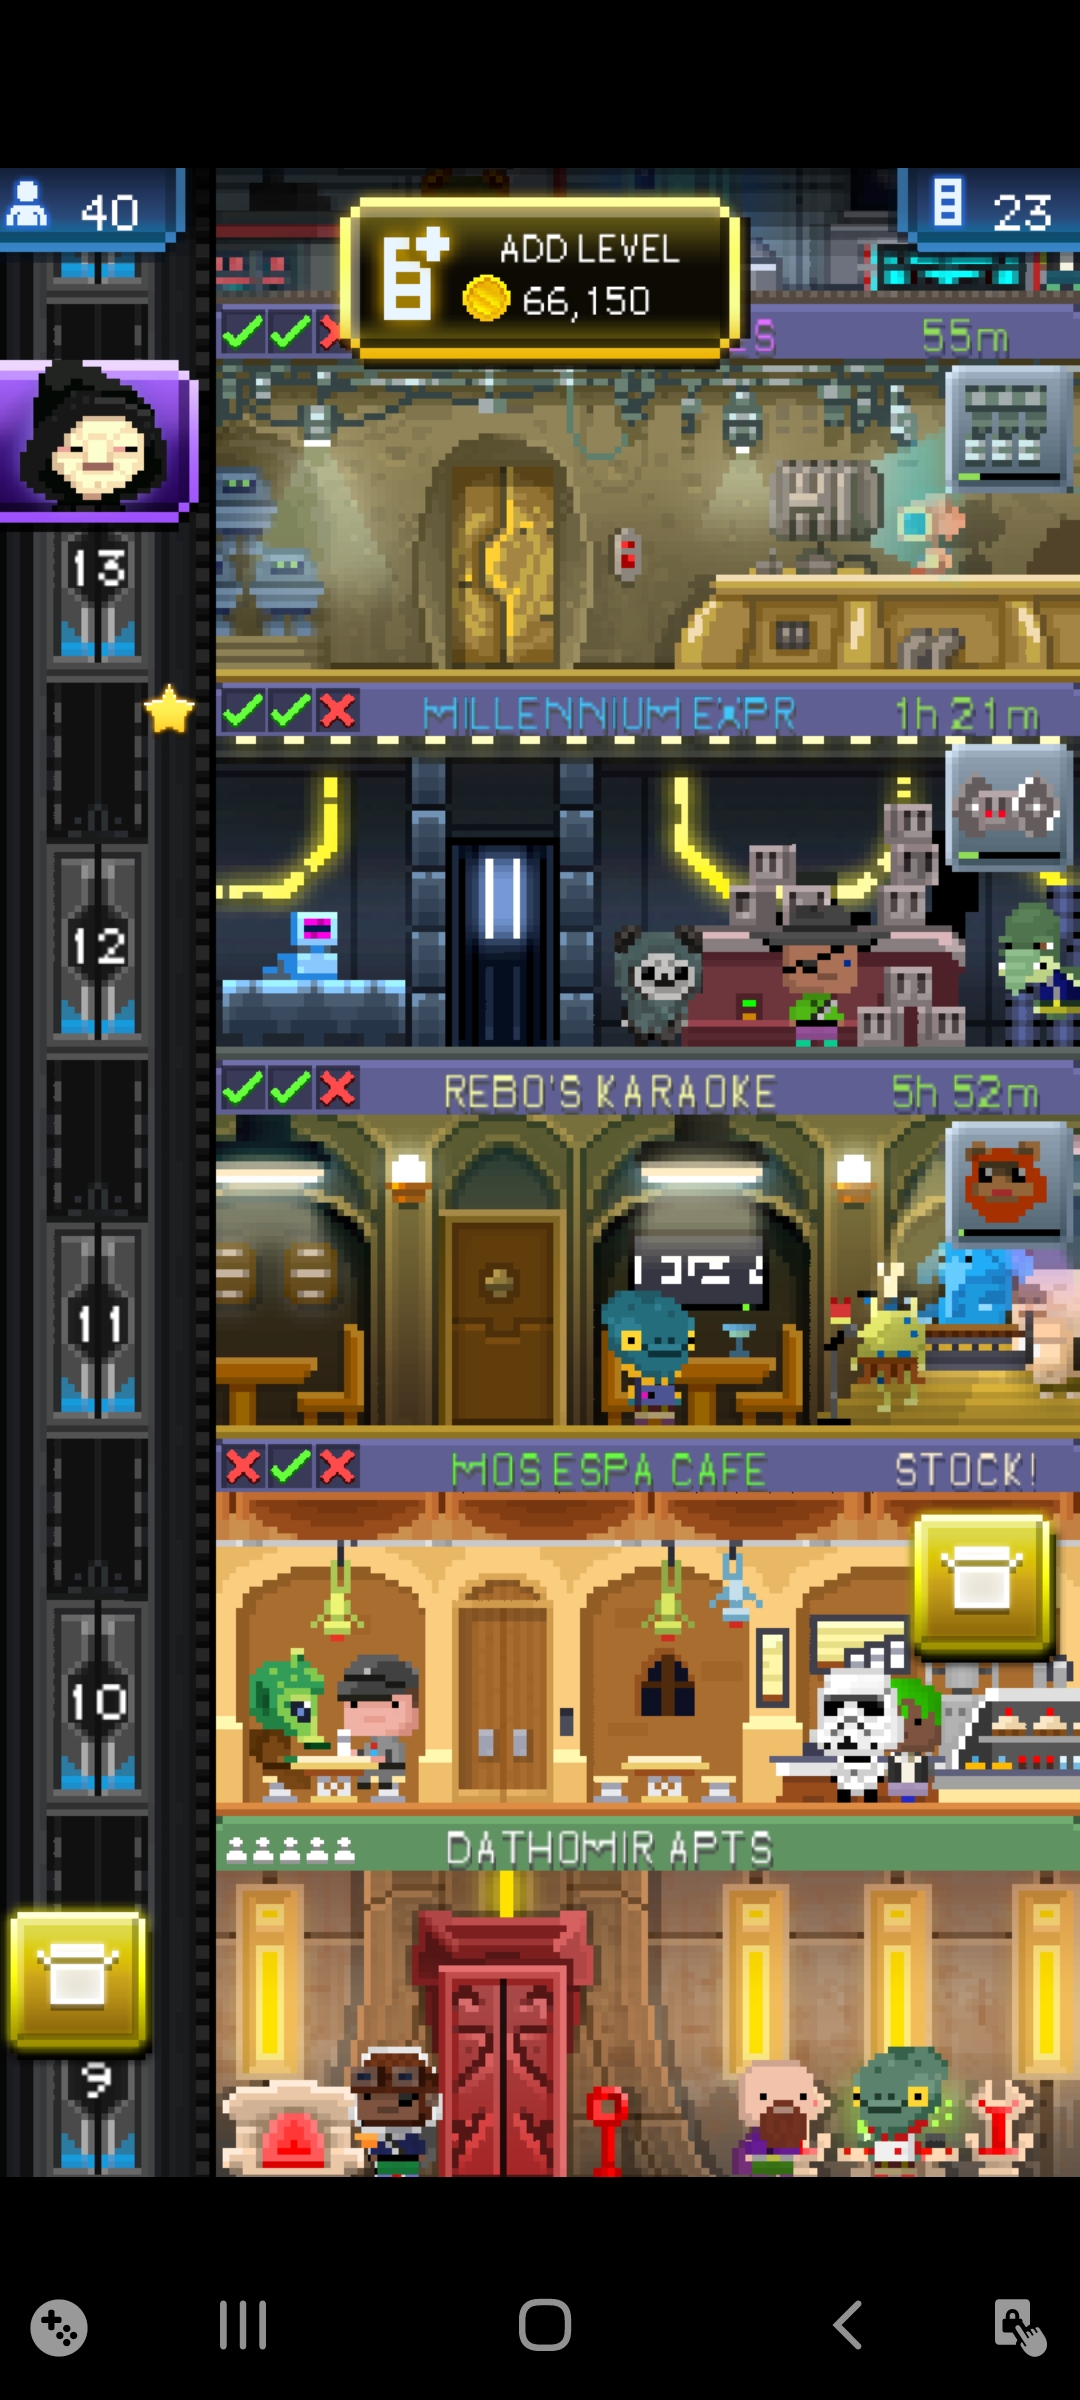 40
23
ADD LEVEL
66,150
55m
13
MILLENNIUM EXPR
1h 21m
12
REBO'S KARAOKE
5h 52m
11
MOS ESPA CAFE
STOCK!
10
DATHOMIR APTS
9